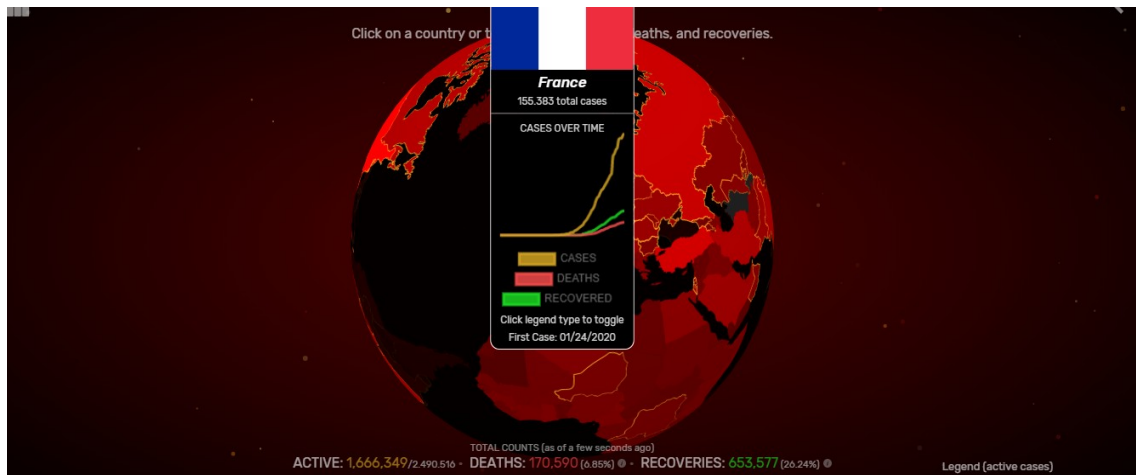 Click on a country or t eaths, and recoveries.
France
155.383 total cases
CASES OVER TIME
CASES
DEATHS
RECOVERED
Click legend type to toggle
First Case: 01/24/2020
TOTAL COUNTS (as of a few seconds ago)
ACTIVE: 1,666,349/2.490.516 - DEATHS: 170,590 (6.85%) - RECOVERIES: 653,577 (26.24%)
Legend (active cases)